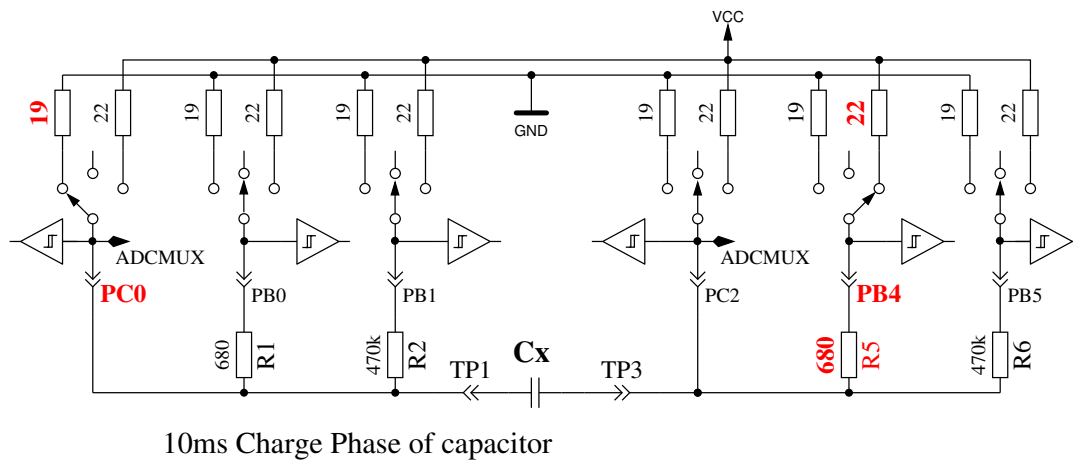 VCC
19 22 19 22 19 22 GND 19 22 19 22 19 22
ADCMUX ADCMUX
PC0 PB0 PB1 PC2 PB4 PB5
680 R1 470k R2 680 R5 470k R6
TP1 Cx TP3
10ms Charge Phase of capacitor